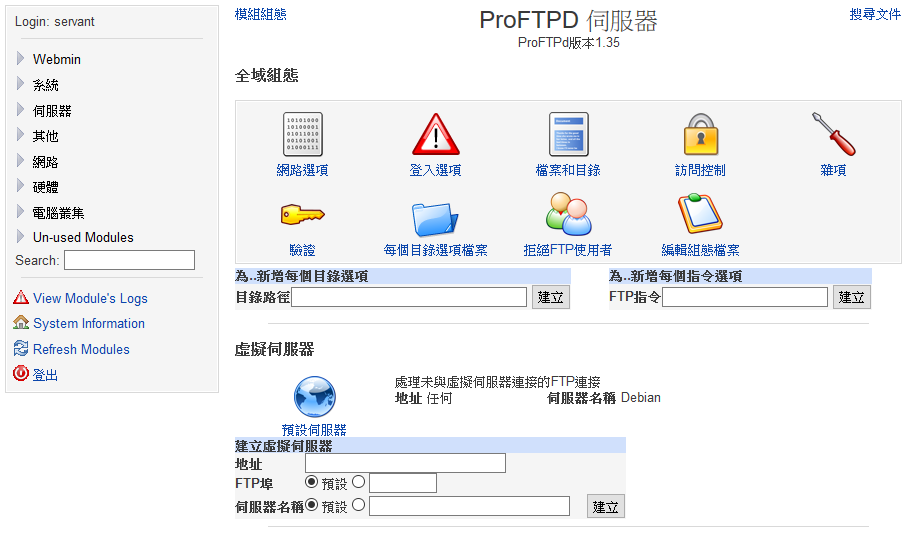 Login: servant
Webmin
系統
伺服器
其他
網路
硬體
電腦叢集
Un-used Modules
Search:
View Module's Logs
System Information
Refresh Modules
登出
模組組態
ProFTPD 伺服器
搜尋文件
ProFTPd版本1.35
全域組態
10101000
10100001
01011010
00101010
01000111
網路選項
登入選項
檔案和目錄
訪問控制
雜項
驗證
每個目錄選項檔案
拒絕FTP使用者
編輯組態檔案
為..新增每個目錄選項
目錄路徑 建立
為..新增每個指令選項
FTP指令 建立
虛擬伺服器
預設伺服器
處理未與虛擬伺服器連接的FTP連接
地址 任何 伺服器名稱 Debian
建立虛擬伺服器
地址
FTP埠 預設
伺服器名稱 預設 建立